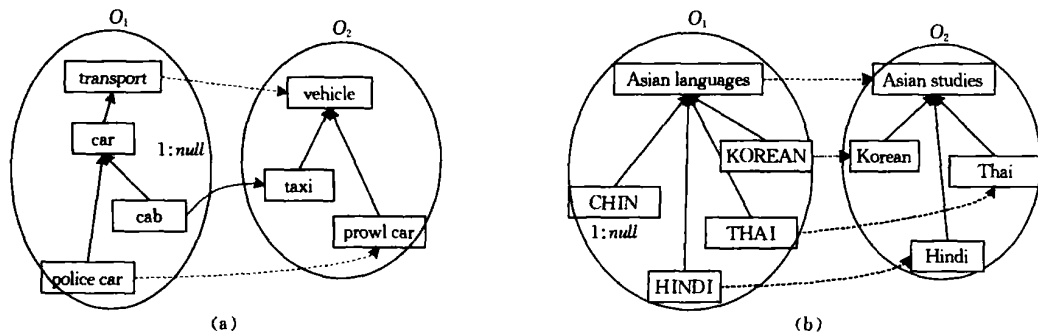 O₁
O₂
transport
vehicle
car
1:null
taxi
cab
prowl car
police car
(a)
O₁
O₂
Asian languages
Asian studies
KOREAN
Korean
Thai
CHIN
1:null
THAI
Hindi
HINDI
(b)